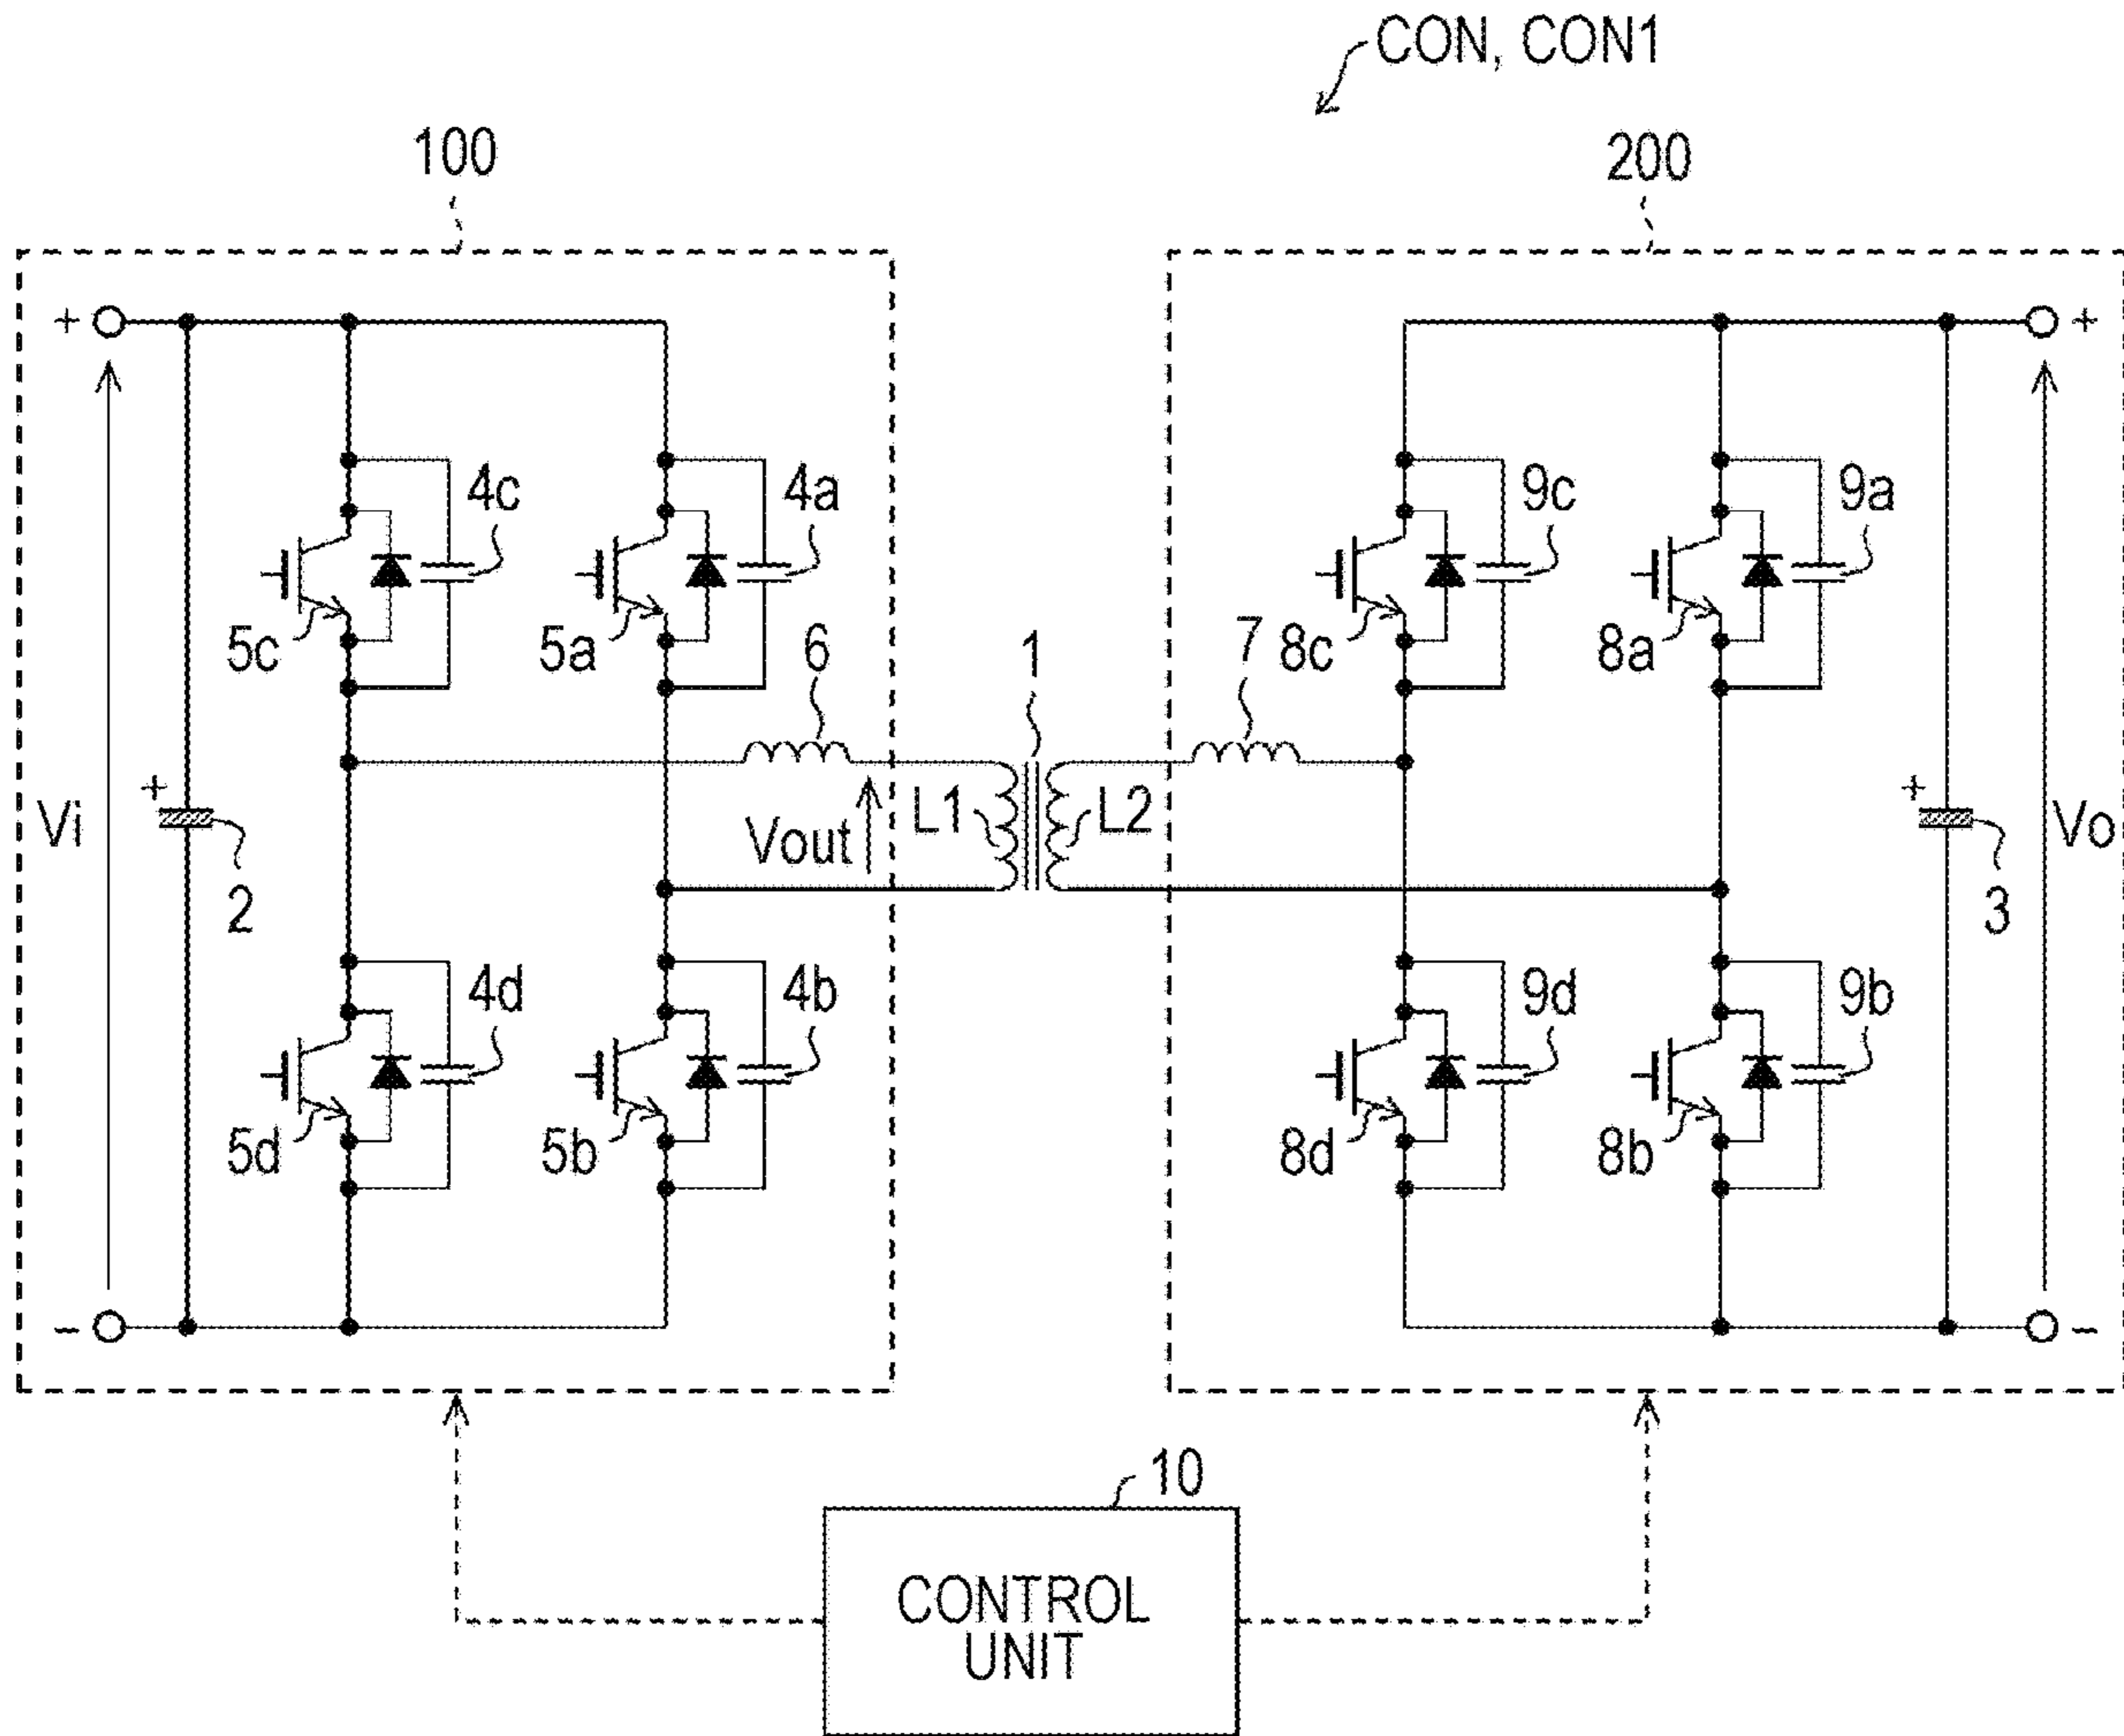 CON, CON1
100
200
+
+
4c
4a
9c
9a
5c
5a
6
1
7
8c
8a
+
+
Vi
Vout
L1
L2
Vo
2
3
4d
4b
9d
9b
5d
5b
8d
8b
−
−
10
CONTROL
UNIT